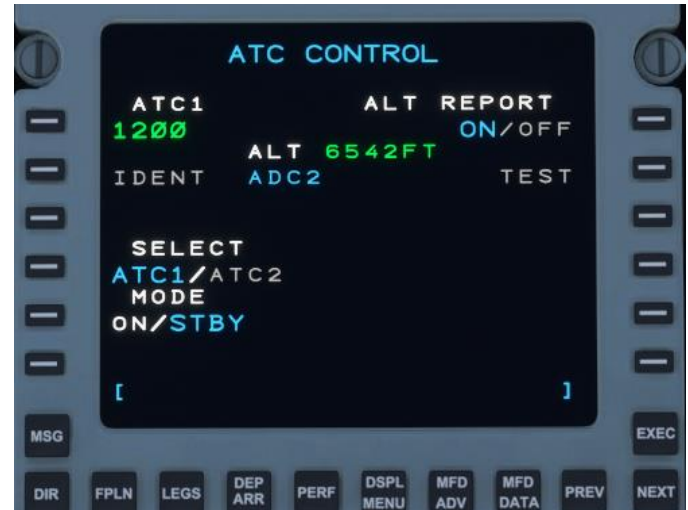 ATC CONTROL
ATC1 ALT REPORT
1200 ON/OFF
ALT 6542FT
IDENT ADC2 TEST
SELECT
ATC1/ATC2
MODE
ON/STBY
[ ]
MSG EXEC
DIR FPLN LEGS DEP ARR PERF DSPL MENU MFD ADV MFD DATA PREV NEXT